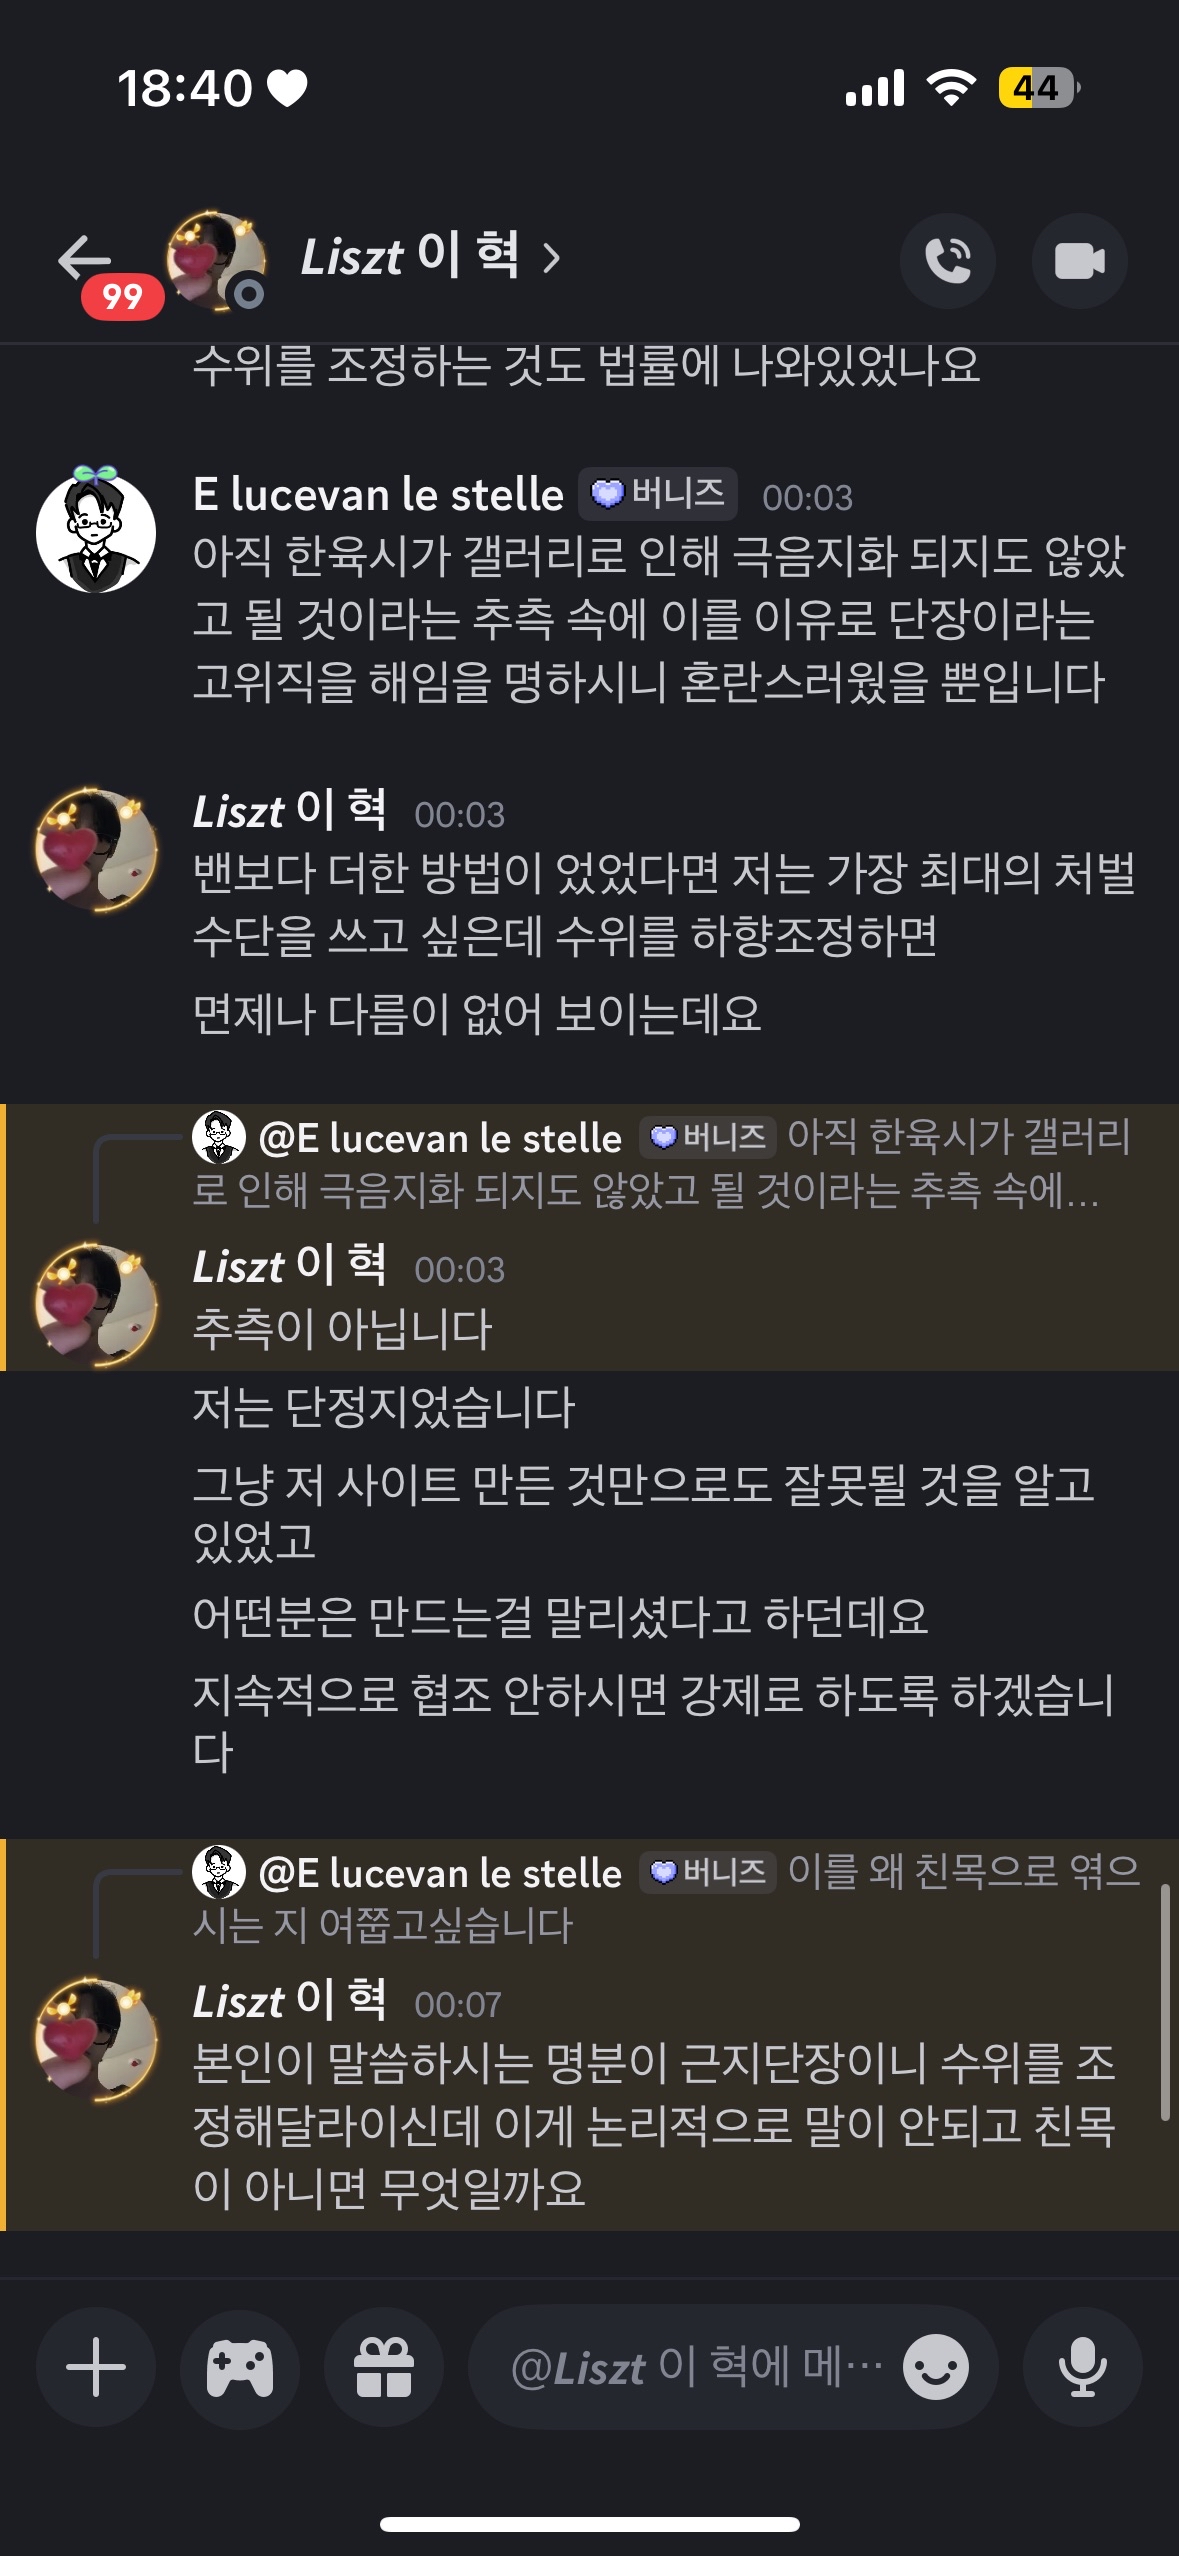 18:40
44
99
Liszt 이 혁
수위를 조정하는 것도 법률에 나와있었나요
E lucevan le stelle 버니즈 00:03
아직 한육시가 갤러리로 인해 극음지화 되지도 않았
고 될 것이라는 추측 속에 이를 이유로 단장이라는
고위직을 해임을 명하시니 혼란스러웠을 뿐입니다
Liszt 이 혁 00:03
밴보다 더한 방법이 었었다면 저는 가장 최대의 처벌
수단을 쓰고 싶은데 수위를 하향조정하면
면제나 다름이 없어 보이는데요
@E lucevan le stelle 버니즈 아직 한육시가 갤러리
로 인해 극음지화 되지도 않았고 될 것이라는 추측 속에...
Liszt 이 혁 00:03
추측이 아닙니다
저는 단정지었습니다
그냥 저 사이트 만든 것만으로도 잘못될 것을 알고
있었고
어떤분은 만드는걸 말리셨다고 하던데요
지속적으로 협조 안하시면 강제로 하도록 하겠습니
다
@E lucevan le stelle 버니즈 이를 왜 친목으로 엮으
시는 지 여쭙고싶습니다
Liszt 이 혁 00:07
본인이 말씀하시는 명분이 근지단장이니 수위를 조
정해달라이신데 이게 논리적으로 말이 안되고 친목
이 아니면 무엇일까요
@Liszt 이 혁에 메…